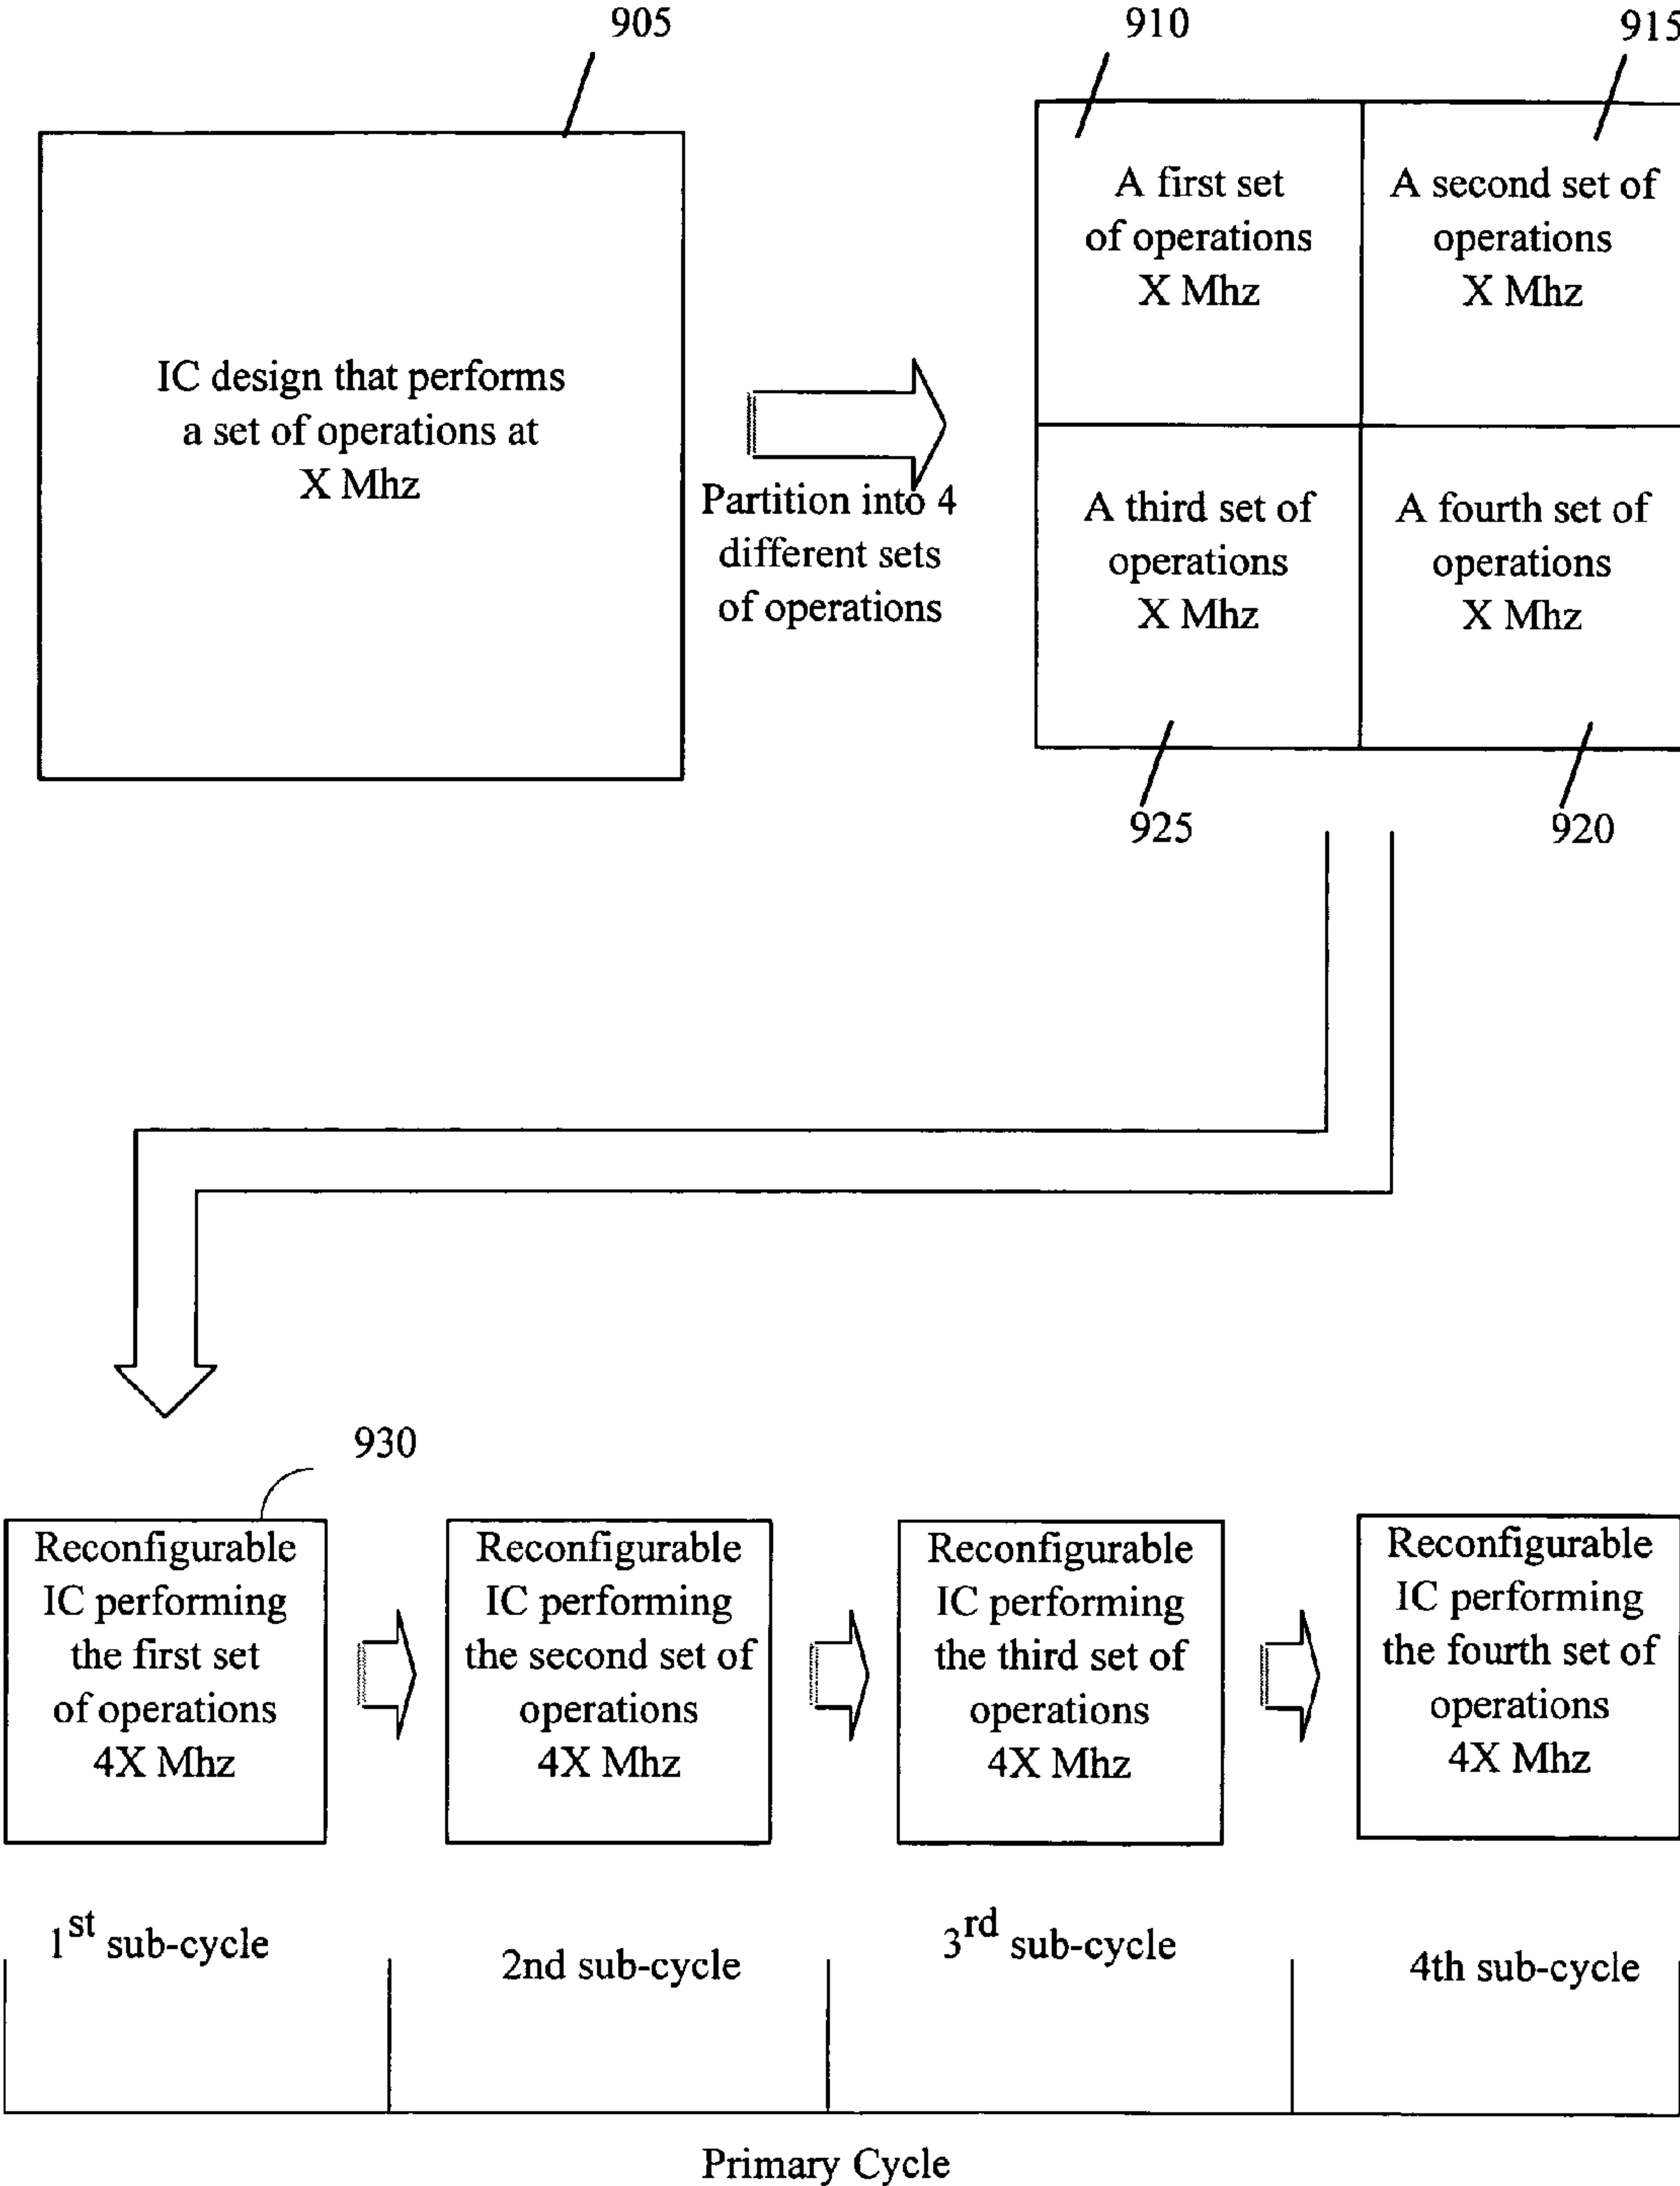 905
910
915
IC design that performs
a set of operations at
X Mhz
Partition into 4
different sets
of operations
A first set
of operations
X Mhz
A second set of
operations
X Mhz
A third set of
operations
X Mhz
A fourth set of
operations
X Mhz
925
920
930
Reconfigurable
IC performing
the first set
of operations
4X Mhz
Reconfigurable
IC performing
the second set of
operations
4X Mhz
Reconfigurable
IC performing
the third set of
operations
4X Mhz
Reconfigurable
IC performing
the fourth set of
operations
4X Mhz
1st sub-cycle
2nd sub-cycle
3rd sub-cycle
4th sub-cycle
Primary Cycle